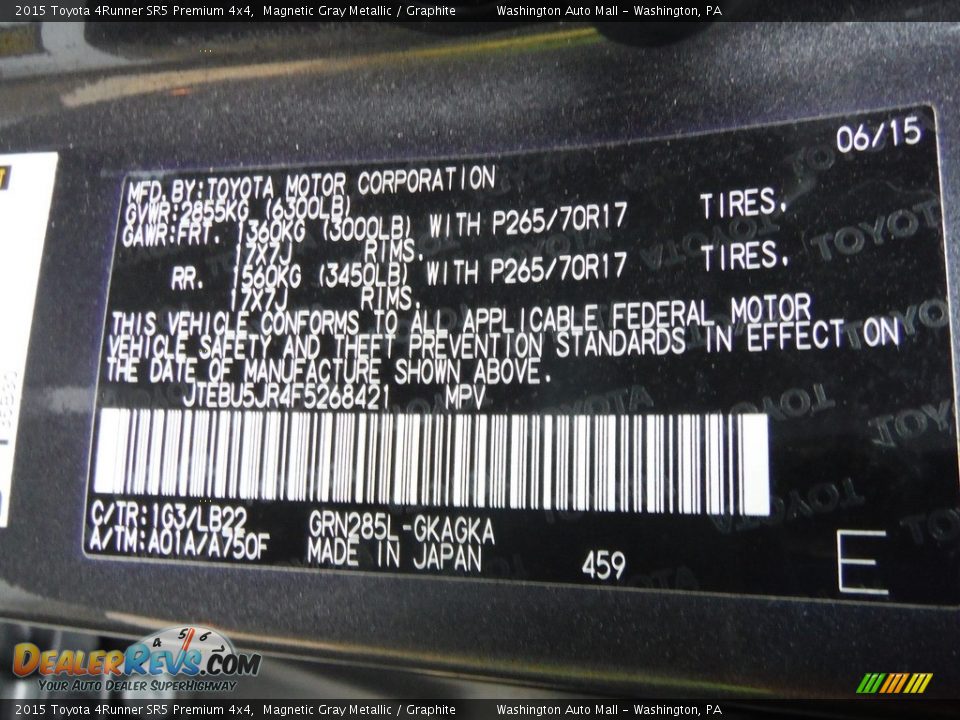 2015 Toyota 4Runner SR5 Premium 4x4, Magnetic Gray Metallic / Graphite Washington Auto Mall - Washington, PA
06/15
MFD. BY: TOYOTA MOTOR CORPORATION
GVWR: 2855KG (6300LB)
GAWR: FRT. 1360KG (3000LB) WITH P265/70R17 TIRES.
17X7J RIMS.
RR. 1560KG (3450LB) WITH P265/70R17 TIRES.
17X7J RIMS.
THIS VEHICLE CONFORMS TO ALL APPLICABLE FEDERAL MOTOR
VEHICLE SAFETY AND THEFT PREVENTION STANDARDS IN EFFECT ON
THE DATE OF MANUFACTURE SHOWN ABOVE.
JTEBU5JR4F5268421 MPV
C/TR: 1G3/LB22 GRN285L-GKAGKA
A/TM: A01A/A750F MADE IN JAPAN
459
E
4 5 6
DEALERREVS.COM
YOUR AUTO DEALER SUPERHIGHWAY
2015 Toyota 4Runner SR5 Premium 4x4, Magnetic Gray Metallic / Graphite Washington Auto Mall - Washington, PA